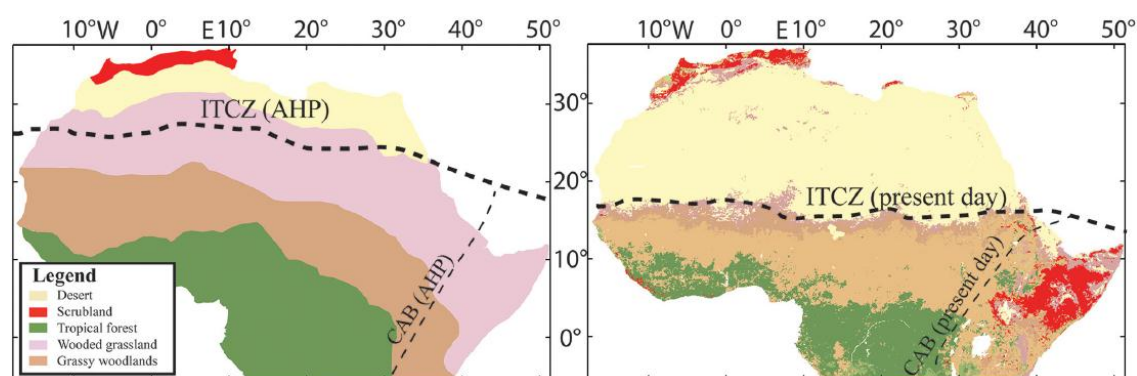 10°W 0° E10° 20° 30° 40° 50°
10°W 0° E10° 20° 30° 40° 50°
ITCZ (AHP)
30°
20°
ITCZ (present day)
10°
CAB (AHP)
CAB (present day)
0°
Legend
Desert
Scrubland
Tropical forest
Wooded grassland
Grassy woodlands